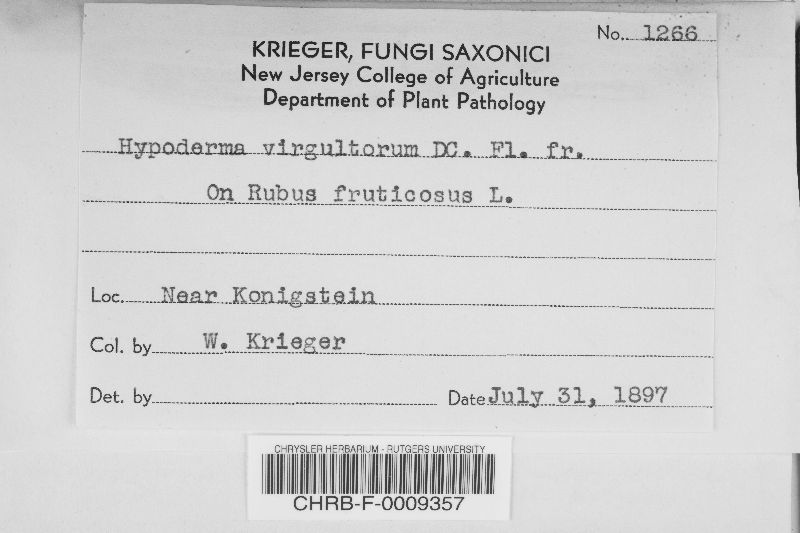 No. 1266
KRIEGER, FUNGI SAXONICI
New Jersey College of Agriculture
Department of Plant Pathology
Hypoderma virgultorum DC. Fl. fr.
On Rubus fruticosus L.
Loc. Near Konigstein
Col. by W. Krieger
Det. by Date July 31, 1897
CHRYSLER HERBARIUM - RUTGERS UNIVERSITY
CHRB-F-0009357